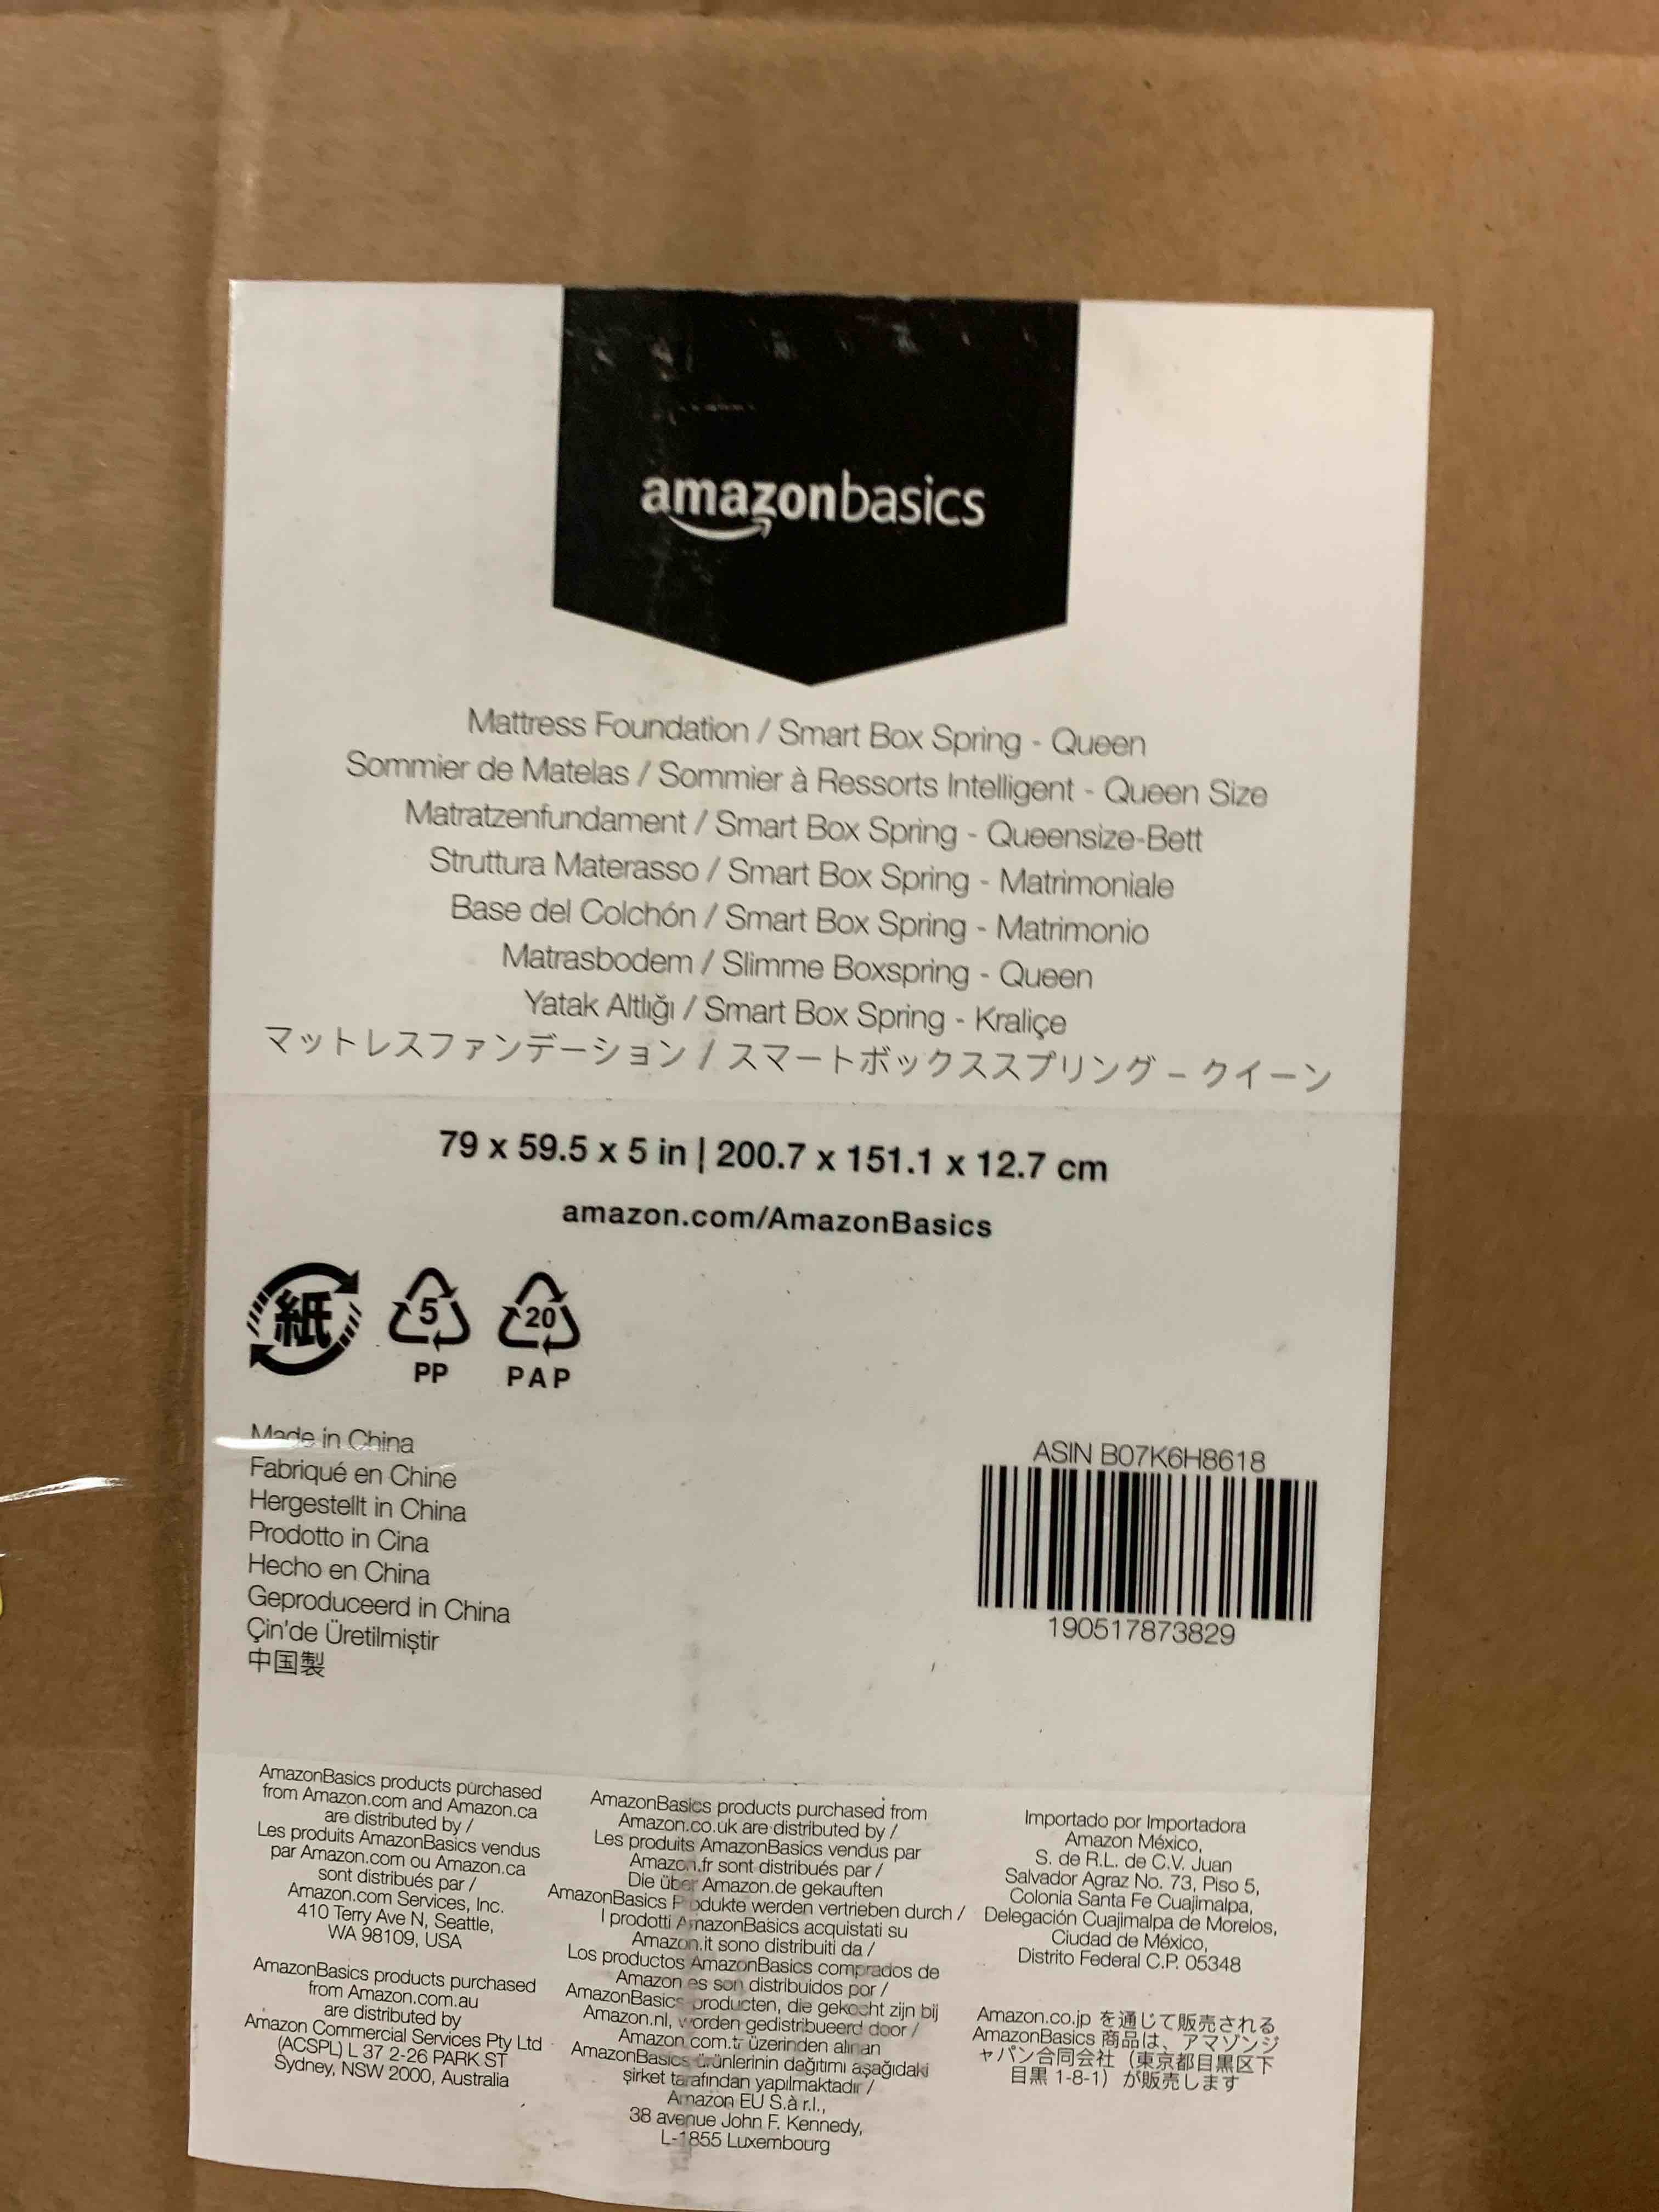 amazonbasics
Mattress Foundation / Smart Box Spring - Queen
Sommier de Matelas / Sommier à Ressorts Intelligent - Queen Size
Matratzenfundament / Smart Box Spring - Queensize-Bett
Struttura Materasso / Smart Box Spring - Matrimoniale
Base del Colchón / Smart Box Spring - Matrimonio
Matrasbodem / Slimme Boxspring - Queen
Yatak Altlığı / Smart Box Spring - Kraliçe
マットレスファンデーション / スマートボックススプリング – クイーン
79 x 59.5 x 5 in | 200.7 x 151.1 x 12.7 cm
amazon.com/AmazonBasics
紙
5
PP
20
PAP
Made in China
Fabriqué en Chine
Hergestellt in China
Prodotto in Cina
Hecho en China
Geproduceerd in China
Çin'de Üretilmiştir
中国製
ASIN B07K6H8618
190517873829
AmazonBasics products purchased
from Amazon.com and Amazon.ca
are distributed by /
Les produits AmazonBasics vendus
par Amazon.com ou Amazon.ca
sont distribués par /
Amazon.com Services, Inc.
410 Terry Ave N, Seattle,
WA 98109, USA
AmazonBasics products purchased
from Amazon.com.au
are distributed by
Amazon Commercial Services Pty Ltd
(ACSPL) L 37 2-26 PARK ST
Sydney, NSW 2000, Australia
AmazonBasics products purchased from
Amazon.co.uk are distributed by /
Les produits AmazonBasics vendus par
Amazon.fr sont distribués par /
Die über Amazon.de gekauften
AmazonBasics Produkte werden vertrieben durch /
I prodotti AmazonBasics acquistati su
Amazon.it sono distribuiti da /
Los productos AmazonBasics comprados de
Amazon.es son distribuidos por /
AmazonBasics-producten, die gekocht zijn bij
Amazon.nl, worden gedistribueerd door /
Amazon.com.tr üzerinden alınan
AmazonBasics ürünlerinin dağıtımı aşağıdaki
şirket tarafından yapılmaktadır /
Amazon EU S.à r.l.,
38 avenue John F. Kennedy,
L-1855 Luxembourg
Importado por Importadora
Amazon México,
S. de R.L. de C.V. Juan
Salvador Agraz No. 73, Piso 5,
Colonia Santa Fe Cuajimalpa,
Delegación Cuajimalpa de Morelos,
Ciudad de México,
Distrito Federal C.P. 05348
Amazon.co.jp を通じて販売される
AmazonBasics 商品は、アマゾンジ
ャパン合同会社（東京都目黒区下
目黒 1-8-1）が販売します